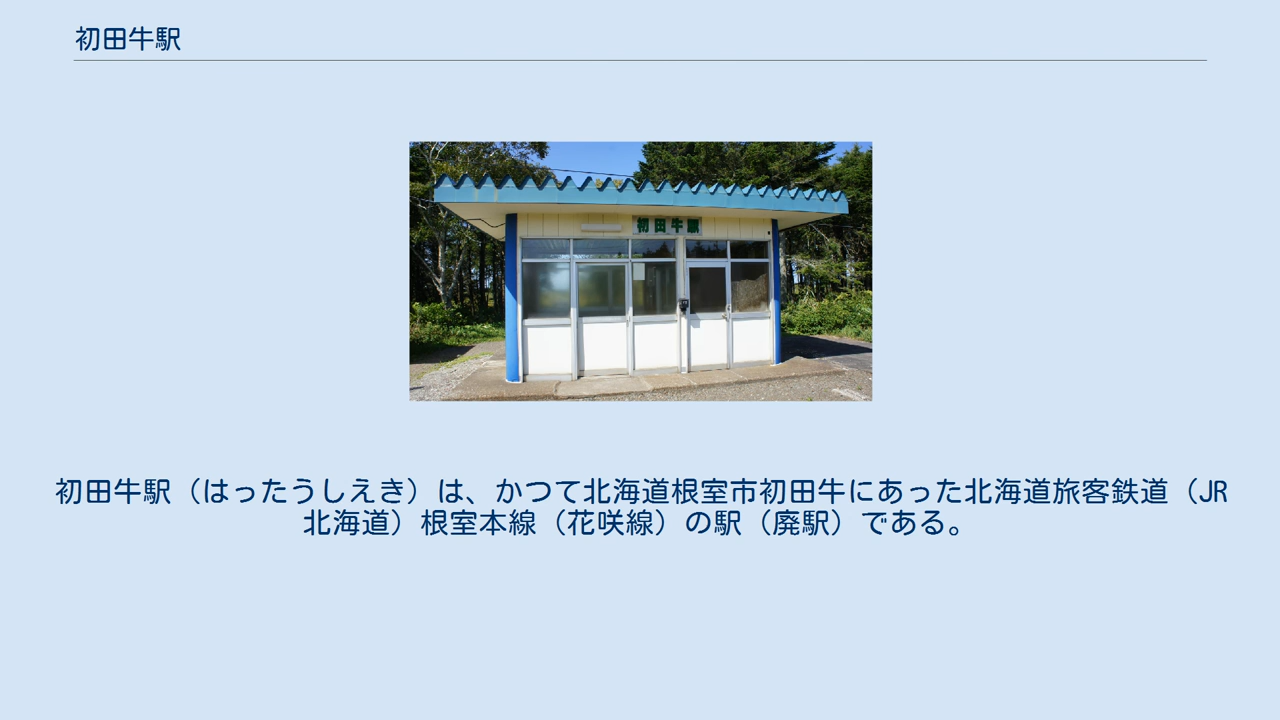 初田牛駅
初田牛駅
初田牛駅（はったうしえき）は、かつて北海道根室市初田牛にあった北海道旅客鉄道（JR
北海道）根室本線（花咲線）の駅（廃駅）である。